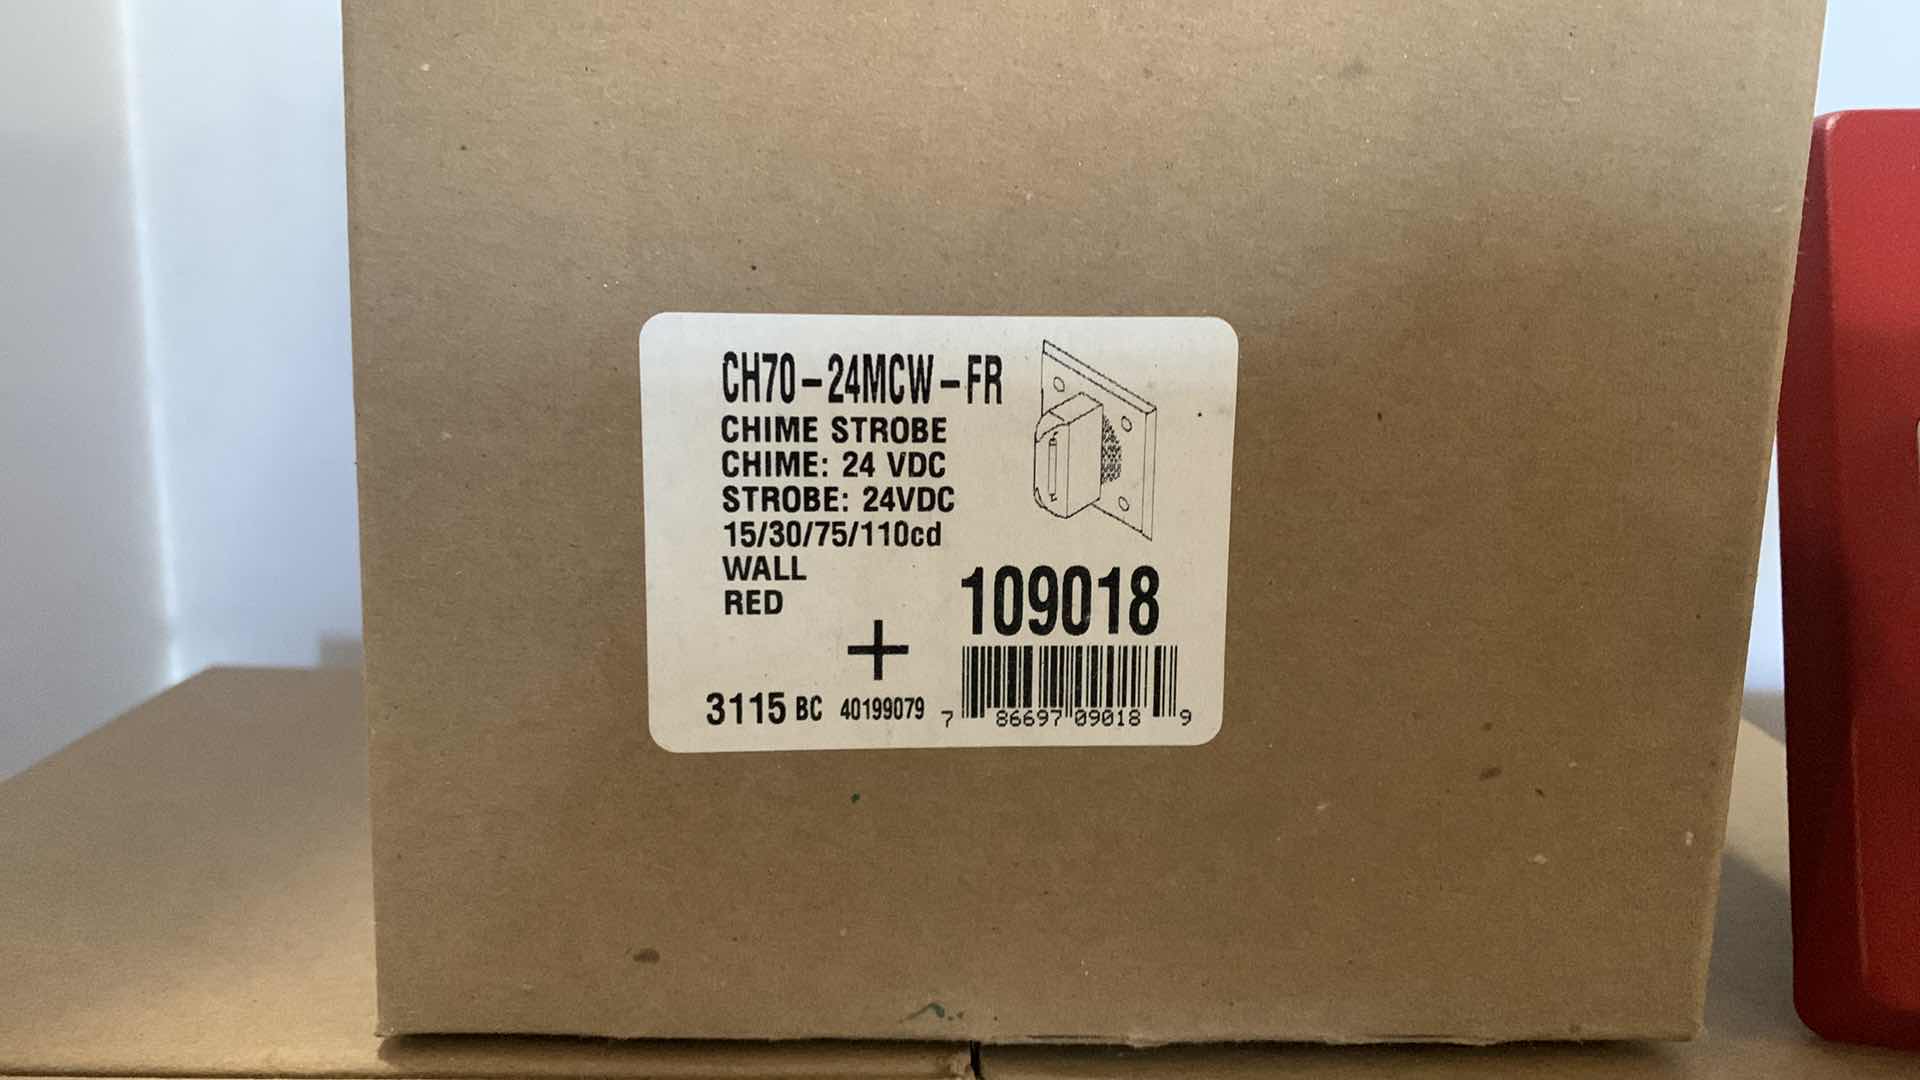 CH70-24MCW-FR
CHIME STROBE
CHIME: 24 VDC
STROBE: 24VDC
15/30/75/110cd
WALL
RED
109018
+
3115 BC 40199079
7 86697 09018 9